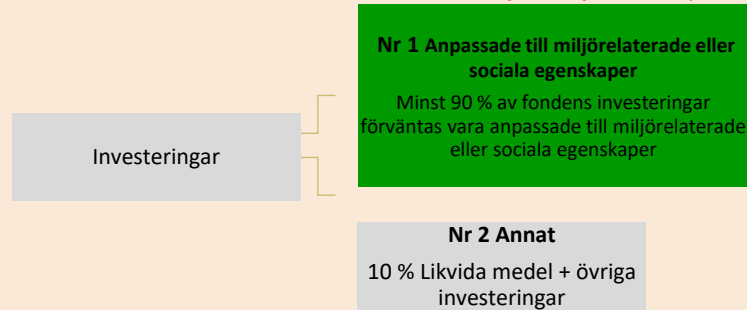 Nr 1 Anpassade till miljörelaterade eller
sociala egenskaper
Minst 90 % av fondens investeringar
förväntas vara anpassade till miljörelaterade
eller sociala egenskaper
Investeringar
Nr 2 Annat
10 % Likvida medel + övriga
investeringar